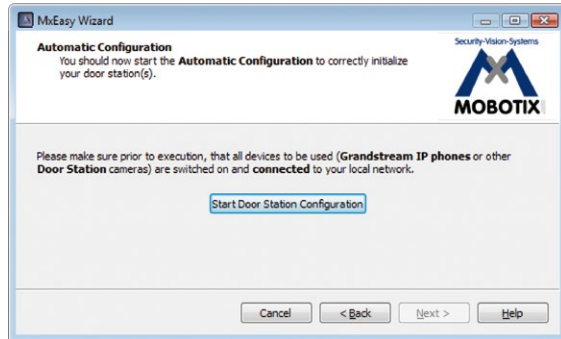 MxEasy Wizard
Automatic Configuration
You should now start the Automatic Configuration to correctly initialize
your door station(s).
Security-Vision-Systems
MOBOTIX
Please make sure prior to execution, that all devices to be used (Grandstream IP phones or other
Door Station cameras) are switched on and connected to your local network.
Start Door Station Configuration
Cancel
< Back
Next >
Help